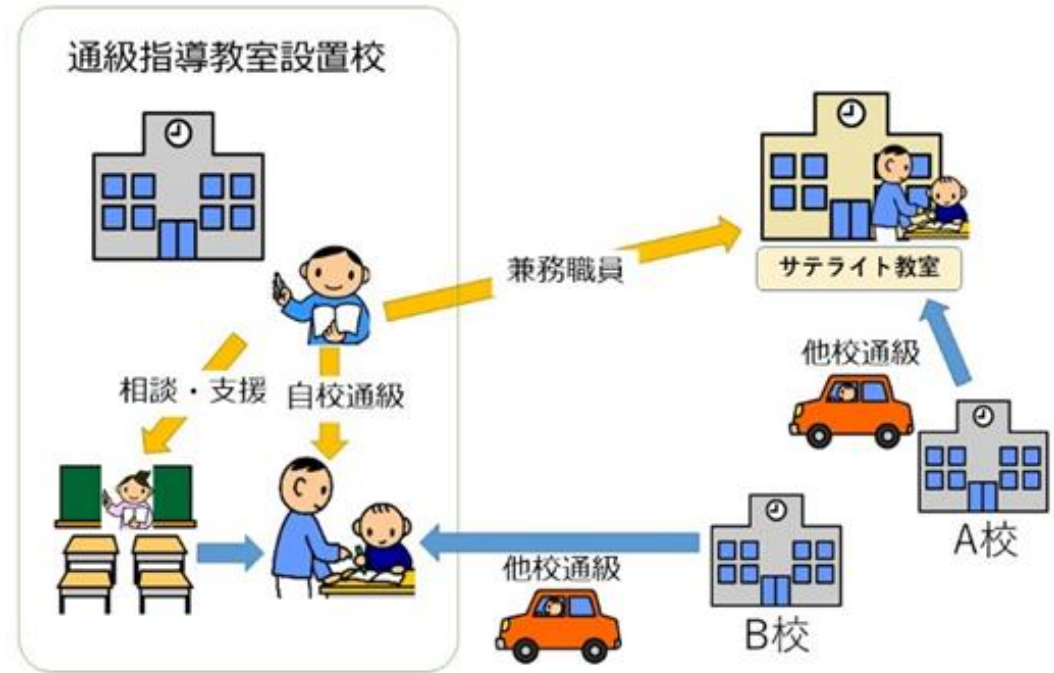 通級指導教室設置校
兼務職員
サテライト教室
相談・支援
自校通級
他校通級
A校
他校通級
B校